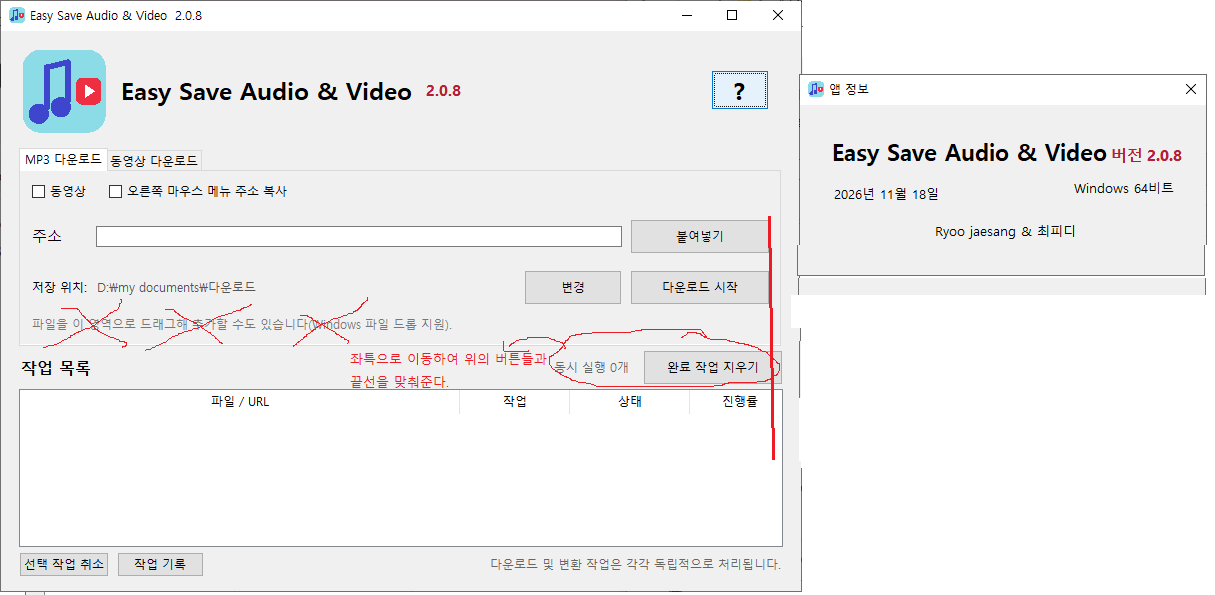 Easy Save Audio & Video 2.0.8
Easy Save Audio & Video 2.0.8
?
MP3 다운로드 동영상 다운로드
동영상 오른쪽 마우스 메뉴 주소 복사
주소 붙여넣기
저장 위치: D:₩my documents₩다운로드 변경 다운로드 시작
파일을 이 영역으로 드래그해 추가할 수도 있습니다(Windows 파일 드롭 지원).
좌특으로 이동하여 위의 버튼들과
끝선을 맞춰준다.
작업 목록 동시 실행 0개 완료 작업 지우기
파일 / URL 작업 상태 진행률
선택 작업 취소 작업 기록 다운로드 및 변환 작업은 각각 독립적으로 처리됩니다.
앱 정보
Easy Save Audio & Video 버전 2.0.8
2026년 11월 18일 Windows 64비트
Ryoo jaesang & 최피디